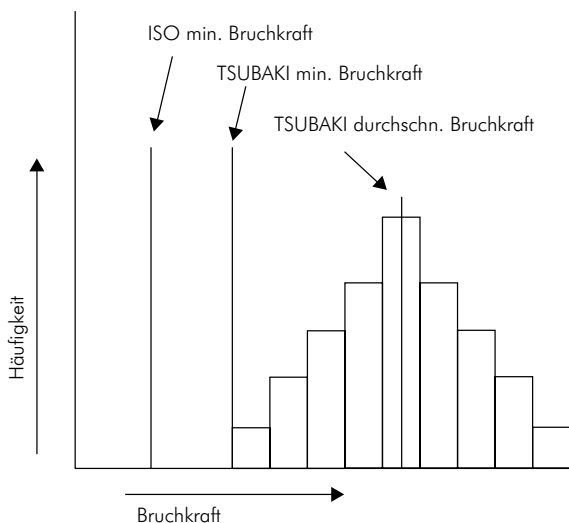 ISO min. Bruchkraft
TSUBAKI min. Bruchkraft
TSUBAKI durchschn. Bruchkraft
Häufigkeit
Bruchkraft